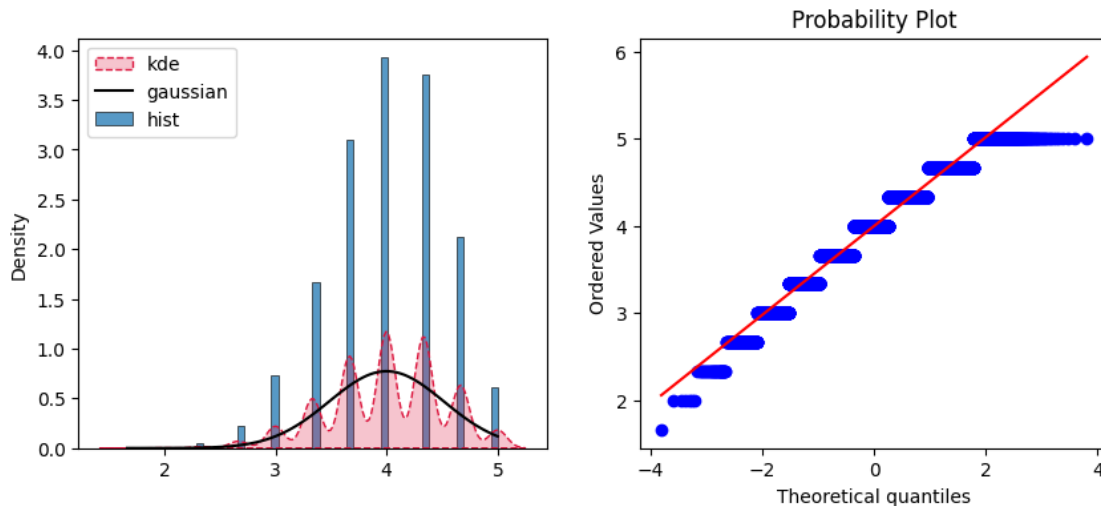 Probability Plot
kde
gaussian
hist
4.0
3.5
3.0
2.5
2.0
1.5
1.0
0.5
0.0
Density
2 3 4 5
6
5
4
3
2
Ordered Values
−4 −2 0 2 4
Theoretical quantiles